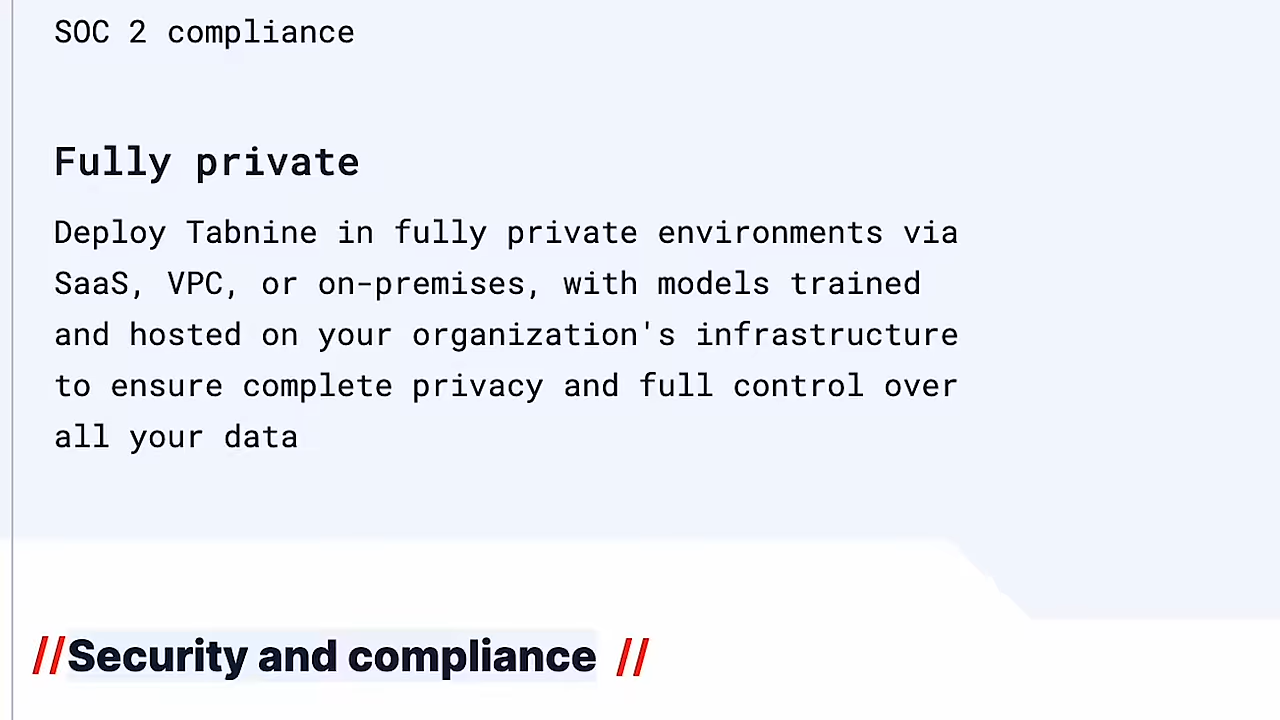 SOC 2 compliance
Fully private
Deploy Tabnine in fully private environments via
SaaS, VPC, or on-premises, with models trained
and hosted on your organization's infrastructure
to ensure complete privacy and full control over
all your data
//Security and compliance //